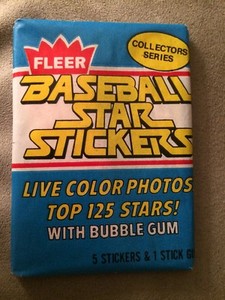 FLEER
COLLECTORS
SERIES
BASEBALL
STAR
STICKERS
LIVE COLOR PHOTOS
TOP 125 STARS!
WITH BUBBLE GUM
5 STICKERS & 1 STICK